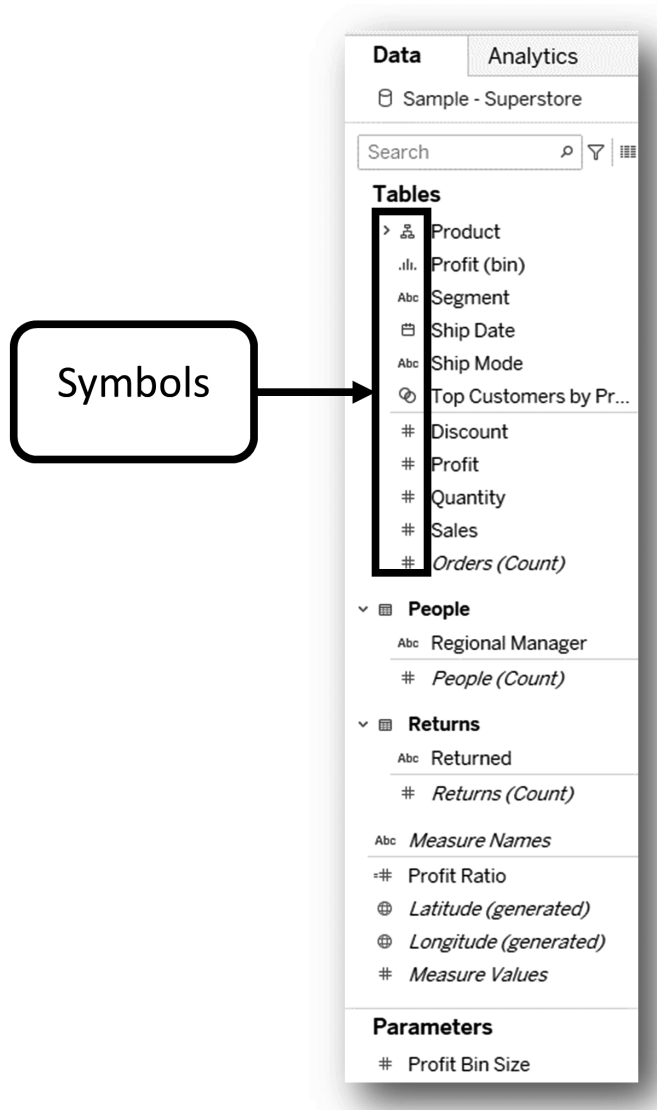 Data Analytics
Sample - Superstore
Search
Tables
Product
Profit (bin)
Abc Segment
Ship Date
Symbols
Abc Ship Mode
Top Customers by Pr...
# Discount
# Profit
# Quantity
# Sales
# Orders (Count)
People
Abc Regional Manager
# People (Count)
Returns
Abc Returned
# Returns (Count)
Abc Measure Names
=# Profit Ratio
Latitude (generated)
Longitude (generated)
# Measure Values
Parameters
# Profit Bin Size